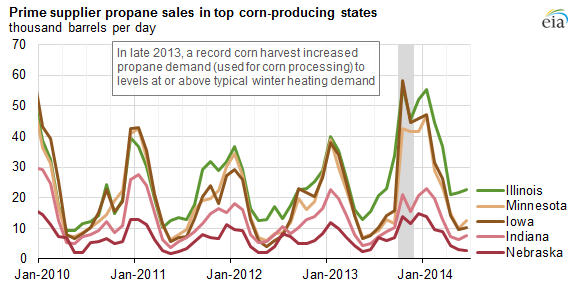 Prime supplier propane sales in top corn-producing states
thousand barrels per day
eia
70
In late 2013, a record corn harvest increased
propane demand (used for corn processing) to
levels at or above typical winter heating demand
60
50
40
30
20
10
0
Illinois
Minnesota
Iowa
Indiana
Nebraska
Jan-2010
Jan-2011
Jan-2012
Jan-2013
Jan-2014